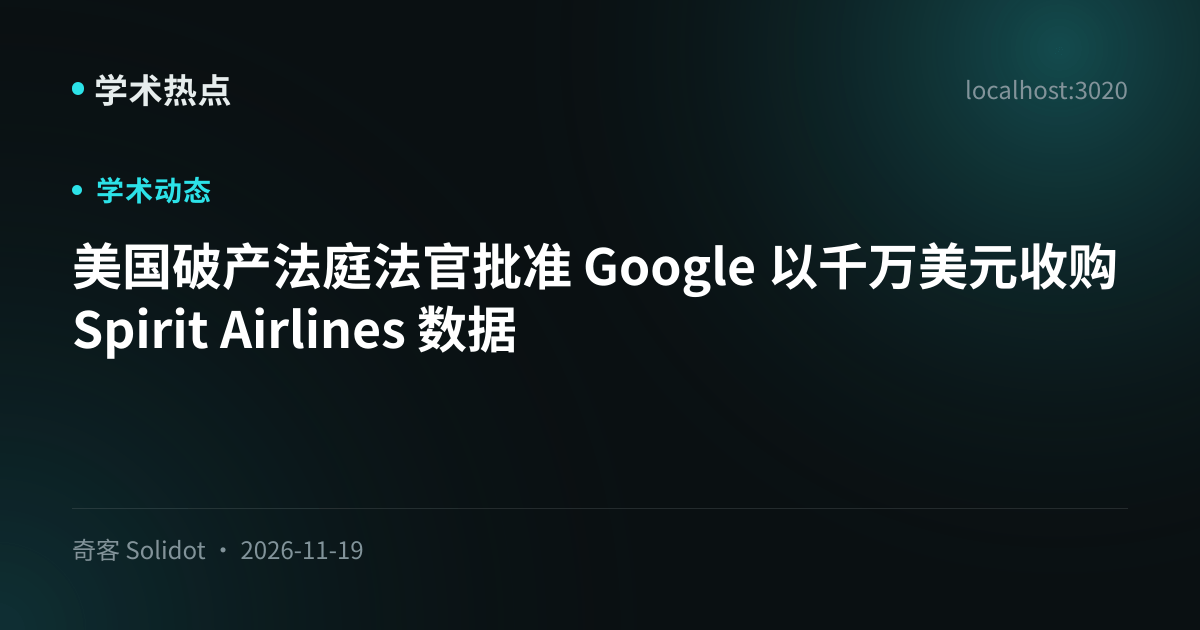 学术热点
localhost:3020
学术动态
美国破产法庭法官批准 Google 以千万美元收购
Spirit Airlines 数据
奇客 Solidot · 2026-11-19